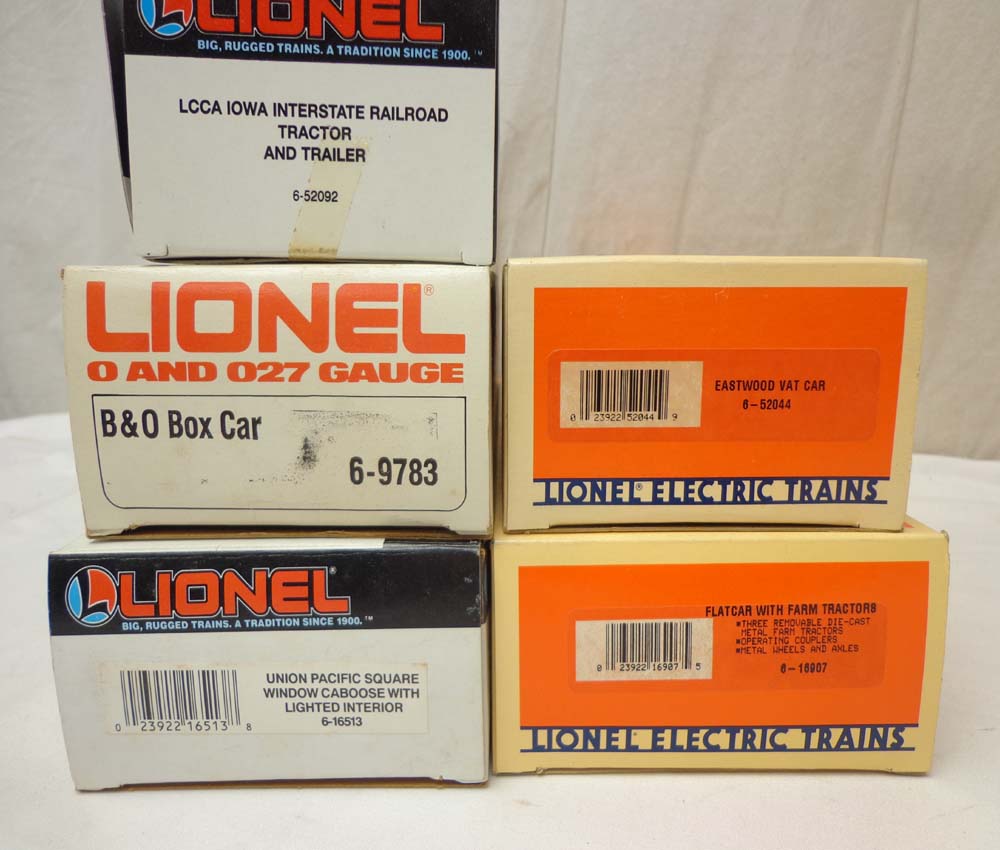 LIONEL
BIG, RUGGED TRAINS. A TRADITION SINCE 1900.™
LCCA IOWA INTERSTATE RAILROAD
TRACTOR
AND TRAILER
6-52092
LIONEL®
O AND 027 GAUGE
B & O Box Car
6-9783
EASTWOOD VAT CAR
6-52044
0 23922 52044 9
LIONEL® ELECTRIC TRAINS
L LIONEL®
BIG, RUGGED TRAINS. A TRADITION SINCE 1900.™
UNION PACIFIC SQUARE
WINDOW CABOOSE WITH
LIGHTED INTERIOR
6-16513
0 23922 16513 8
FLATCAR WITH FARM TRACTORS
*THREE REMOVABLE DIE-CAST
METAL FARM TRACTORS
*OPERATING COUPLERS
*METAL WHEELS AND AXLES
6-16907
0 23922 16907 5
LIONEL® ELECTRIC TRAINS